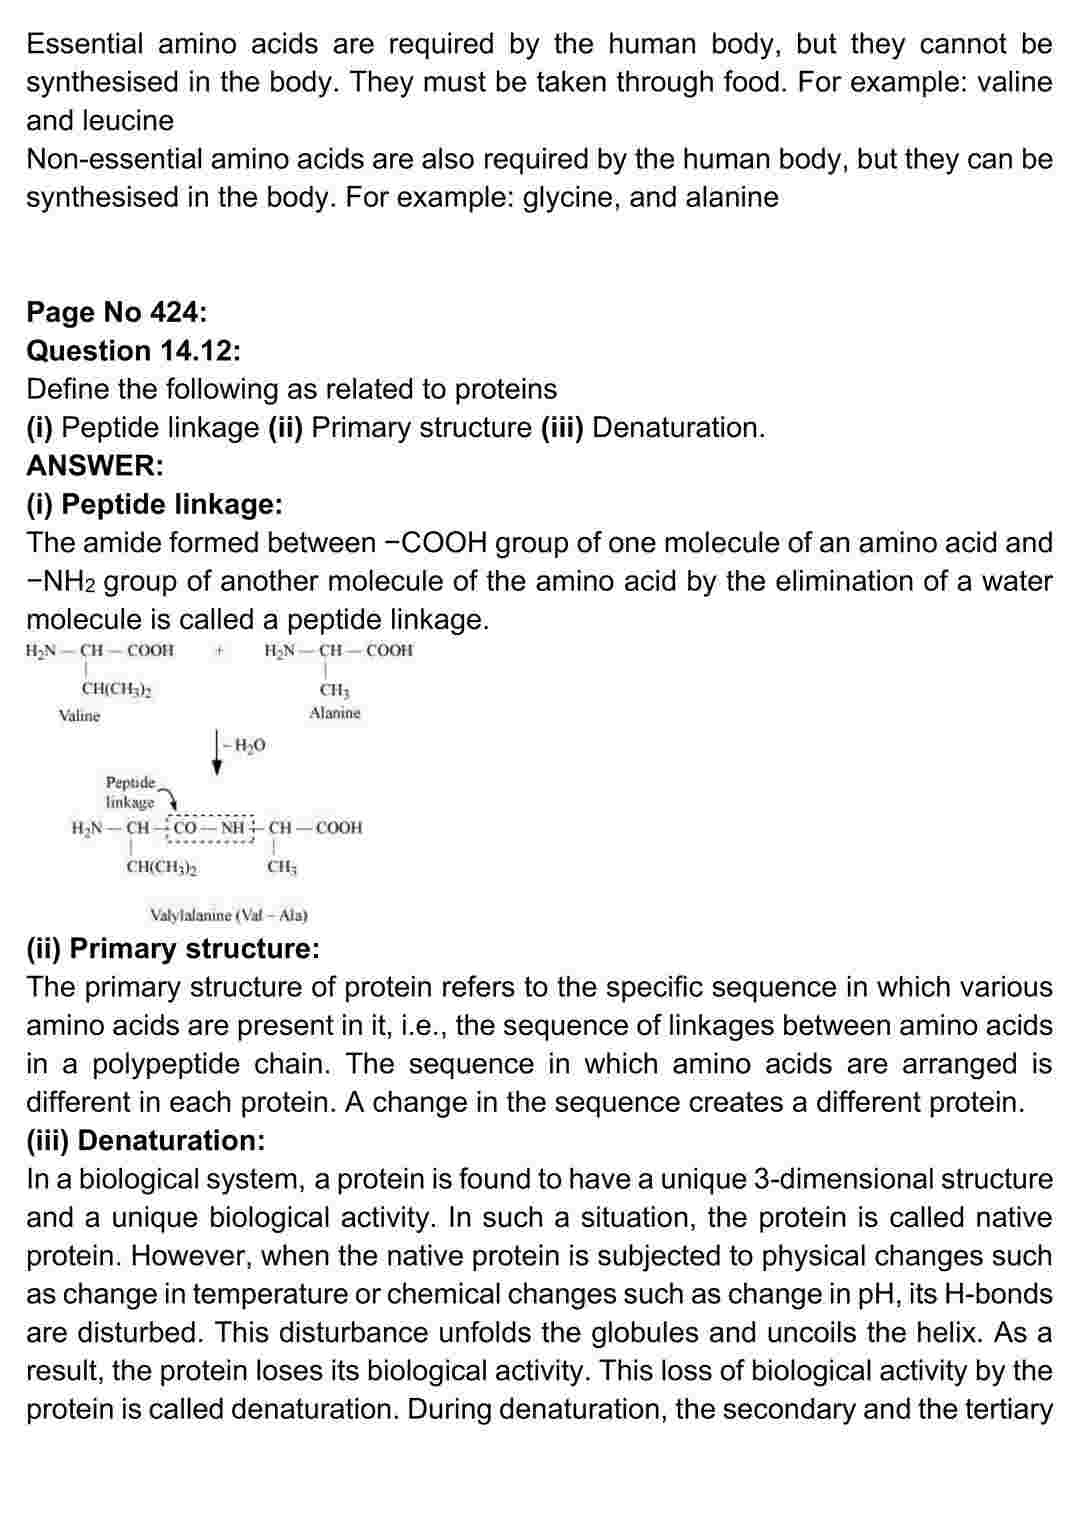 Essential amino acids are required by the human body, but they cannot be
synthesised in the body. They must be taken through food. For example: valine
and leucine
Non-essential amino acids are also required by the human body, but they can be
synthesised in the body. For example: glycine, and alanine
Page No 424:
Question 14.12:
Define the following as related to proteins
(i) Peptide linkage (ii) Primary structure (iii) Denaturation.
ANSWER:
(i) Peptide linkage:
The amide formed between −COOH group of one molecule of an amino acid and
−NH2 group of another molecule of the amino acid by the elimination of a water
molecule is called a peptide linkage.
H₂N — CH — COOH + H₂N — CH — COOH
CH(CH₃)₂ CH₃
Valine Alanine
– H₂O
Peptide
linkage
H₂N — CH — CO — NH — CH — COOH
CH(CH₃)₂ CH₃
Valylalanine (Val – Ala)
(ii) Primary structure:
The primary structure of protein refers to the specific sequence in which various
amino acids are present in it, i.e., the sequence of linkages between amino acids
in a polypeptide chain. The sequence in which amino acids are arranged is
different in each protein. A change in the sequence creates a different protein.
(iii) Denaturation:
In a biological system, a protein is found to have a unique 3-dimensional structure
and a unique biological activity. In such a situation, the protein is called native
protein. However, when the native protein is subjected to physical changes such
as change in temperature or chemical changes such as change in pH, its H-bonds
are disturbed. This disturbance unfolds the globules and uncoils the helix. As a
result, the protein loses its biological activity. This loss of biological activity by the
protein is called denaturation. During denaturation, the secondary and the tertiary